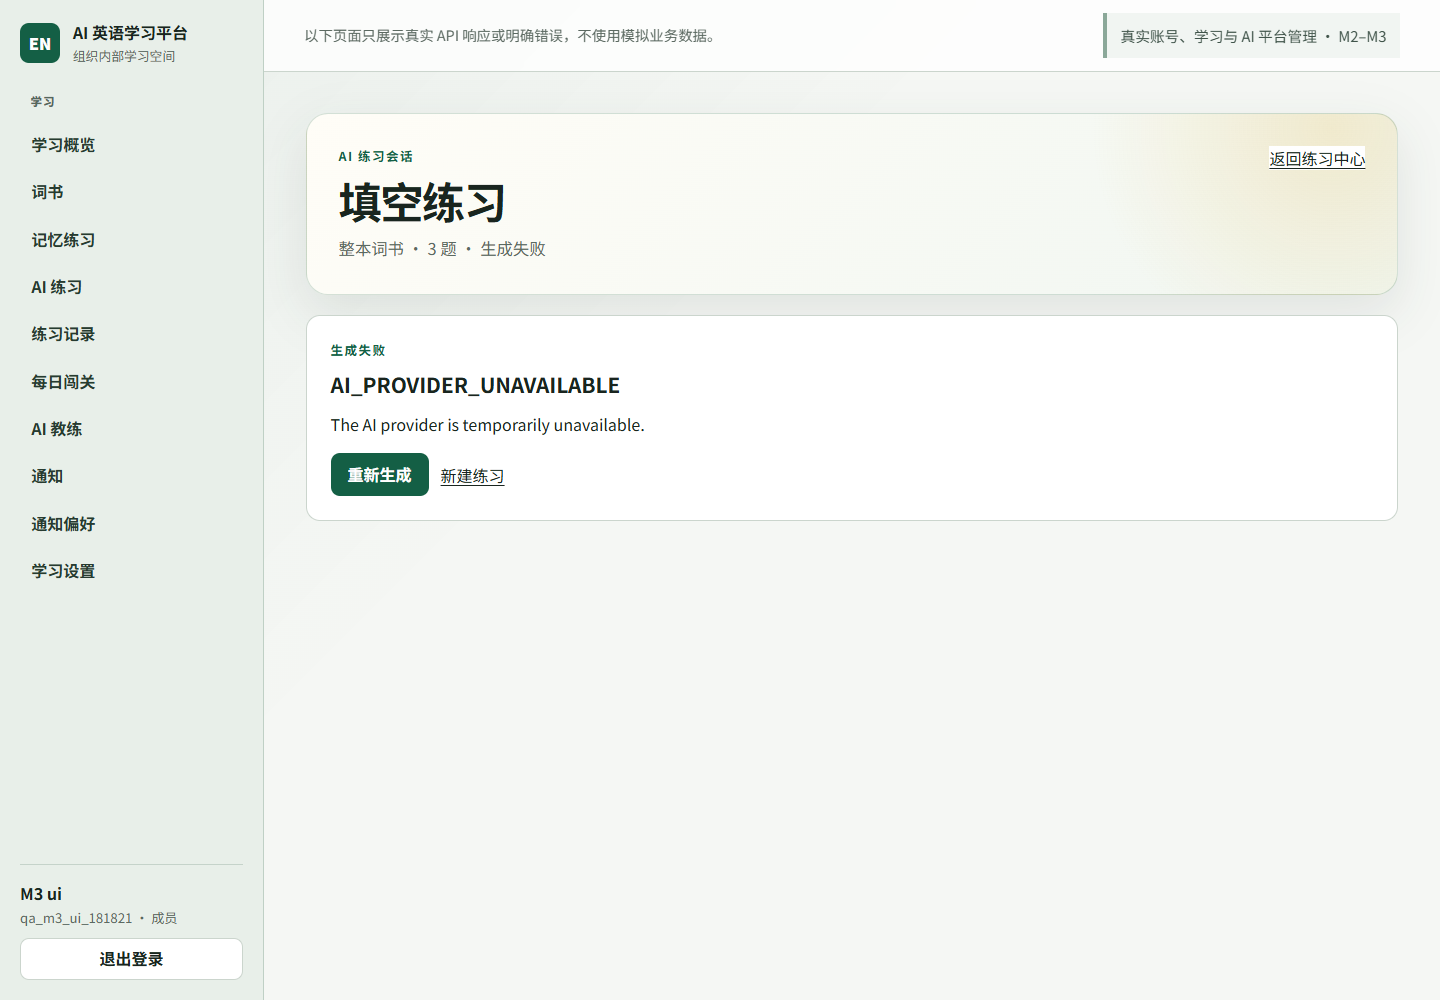 EN
AI 英语学习平台
组织内部学习空间
学习
学习概览
词书
记忆练习
AI 练习
练习记录
每日闯关
AI 教练
通知
通知偏好
学习设置
M3 ui
qa_m3_ui_181821 • 成员
退出登录
以下页面只展示真实 API 响应或明确错误，不使用模拟业务数据。
真实账号、学习与 AI 平台管理 • M2–M3
AI 练习会话
返回练习中心
填空练习
整本词书 • 3 题 • 生成失败
生成失败
AI_PROVIDER_UNAVAILABLE
The AI provider is temporarily unavailable.
重新生成
新建练习